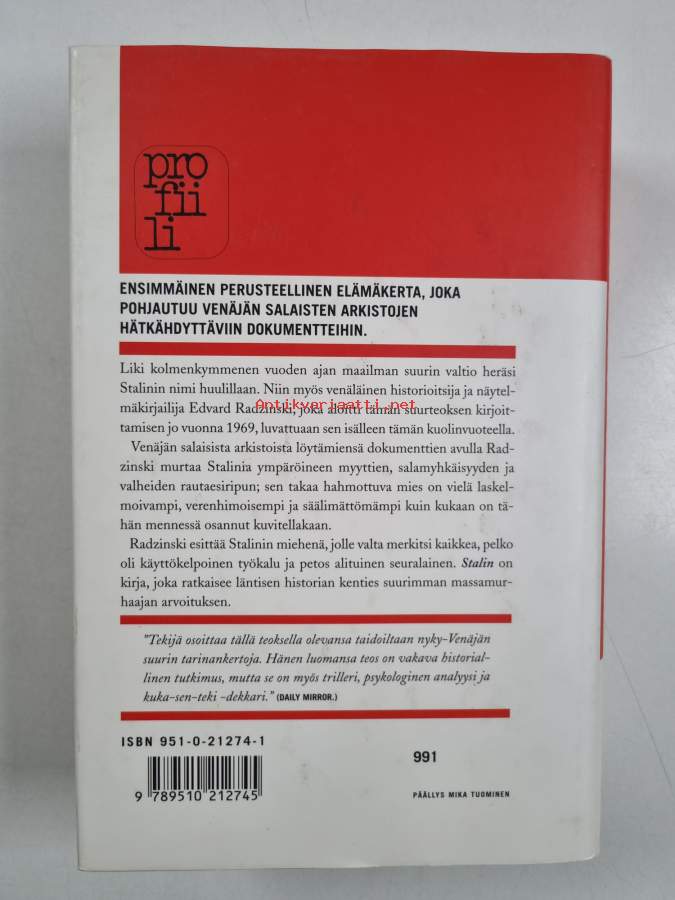 pro
fii
li
ENSIMMÄINEN PERUSTEELLINEN ELÄMÄKERTA, JOKA
POHJAUTUU VENÄJÄN SALAISTEN ARKISTOJEN
HÄTKÄHDYTTÄVIIN DOKUMENTTEIHIN.
Liki kolmenkymmenen vuoden ajan maailman suurin valtio heräsi
Stalinin nimi huulillaan. Niin myös venäläinen historioitsija ja näytel-
mäkirjailija Edvard Radzinski, joka aloitti tämän suurteoksen kirjoit-
Antikvariaatti.net
tamisen jo vuonna 1969, luvattuaan sen isälleen tämän kuolinvuoteella.
Venäjän salaisista arkistoista löytämiensä dokumenttien avulla Rad-
zinski murtaa Stalinia ympäröineen myyttien, salamyhkäisyyden ja
valheiden rautaesiripun; sen takaa hahmottuva mies on vielä laskel-
moivampi, verenhimoisempi ja säälimättömämpi kuin kukaan on tä-
hän mennessä osannut kuvitellakaan.
Radzinski esittää Stalinin miehenä, jolle valta merkitsi kaikkea, pelko
oli käyttökelpoinen työkalu ja petos alituinen seuralainen. Stalin on
kirja, joka ratkaisee läntisen historian kenties suurimman massamur-
haajan arvoituksen.
"Tekijä osoittaa tällä teoksella olevansa taidoiltaan nyky-Venäjän
suurin tarinankertoja. Hänen luomansa teos on vakava historial-
linen tutkimus, mutta se on myös trilleri, psykologinen analyysi ja
kuka-sen-teki -dekkari." (DAILY MIRROR.)
ISBN 951-0-21274-1
991
9 789510 212745
PÄÄLLYS MIKA TUOMINEN